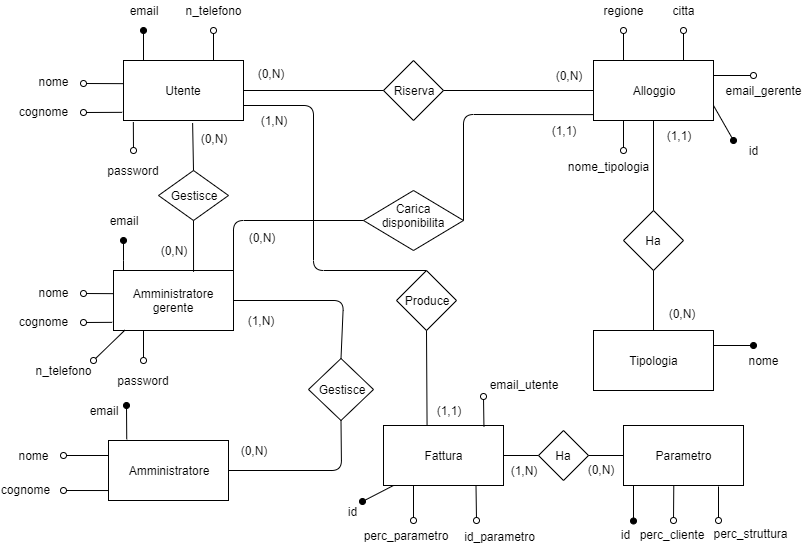 email
n_telefono
regione
citta
nome
Utente
(0,N)
Riserva
(0,N)
Alloggio
email_gerente
cognome
(1,N)
(0,N)
(1,1)
(1,1)
id
password
nome_tipologia
Gestisce
email
Carica
disponibilita
(0,N)
(0,N)
Ha
nome
Amministratore
gerente
Produce
cognome
(1,N)
(0,N)
n_telefono
password
Tipologia
nome
email
Gestisce
email_utente
(1,1)
nome
(0,N)
Amministratore
Fattura
Ha
Parametro
(1,N)
(0,N)
cognome
id
perc_parametro
id_parametro
id
perc_cliente
perc_struttura